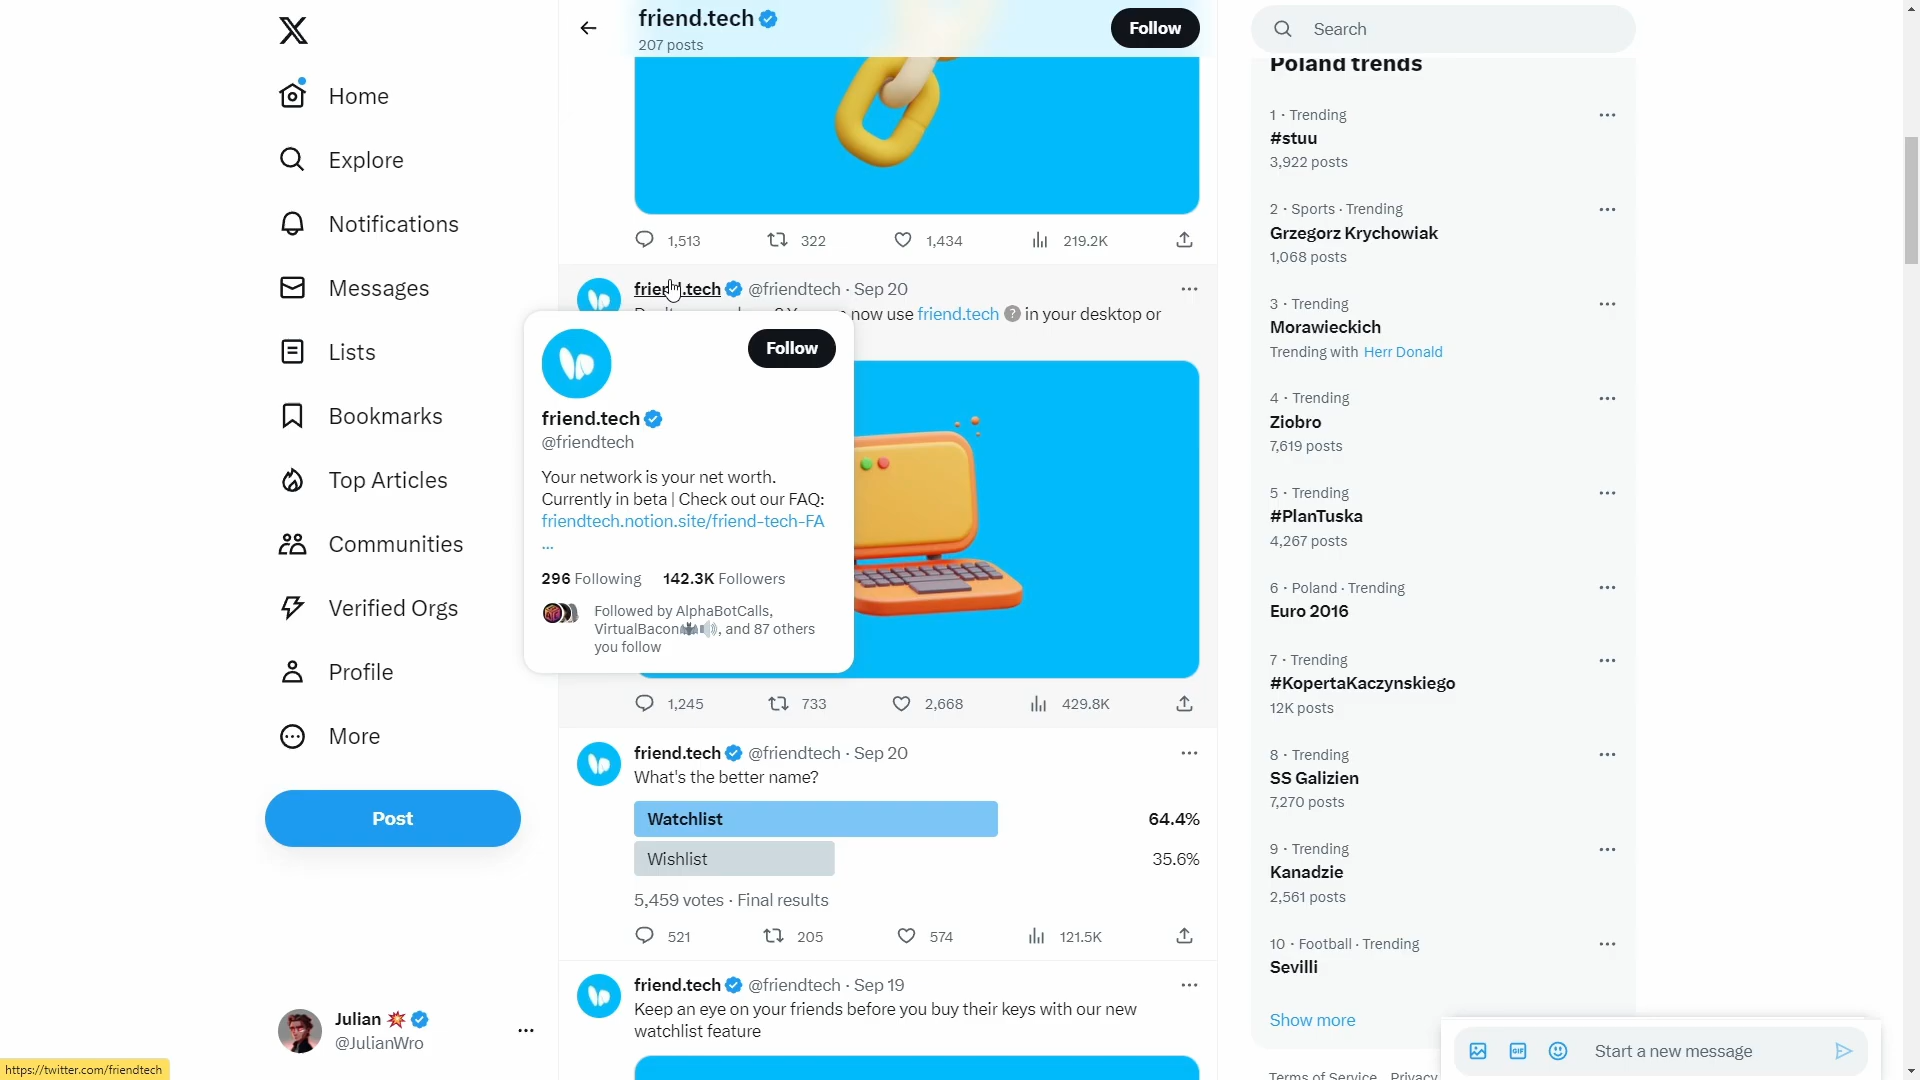 Home
Explore
Notifications
Messages
Lists
Bookmarks
Top Articles
Communities
Verified Orgs
Profile
More
Post
Julian
@JulianWro
https://twitter.com/friendtech
friend.tech
207 posts
Follow
1,513 322 1,434 219.2K
friend.tech @friendtech · Sep 20
now use friend.tech in your desktop or
Follow
friend.tech
@friendtech
Your network is your net worth.
Currently in beta | Check out our FAQ:
friendtech.notion.site/friend-tech-FA
...
296 Following 142.3K Followers
Followed by AlphaBotCalls,
VirtualBacon🦇🔊, and 87 others
you follow
1,245 733 2,668 429.8K
friend.tech @friendtech · Sep 20
What's the better name?
Watchlist 64.4%
Wishlist 35.6%
5,459 votes · Final results
521 205 574 121.5K
friend.tech @friendtech · Sep 19
Keep an eye on your friends before you buy their keys with our new
watchlist feature
Search
Poland trends
1 · Trending
#stuu
3,922 posts
2 · Sports · Trending
Grzegorz Krychowiak
1,068 posts
3 · Trending
Morawieckich
Trending with Herr Donald
4 · Trending
Ziobro
7,619 posts
5 · Trending
#PlanTuska
4,267 posts
6 · Poland · Trending
Euro 2016
7 · Trending
#KopertaKaczynskiego
12K posts
8 · Trending
SS Galizien
7,270 posts
9 · Trending
Kanadzie
2,561 posts
10 · Football · Trending
Sevilli
Show more
Terms of Service Privacy
GIF Start a new message